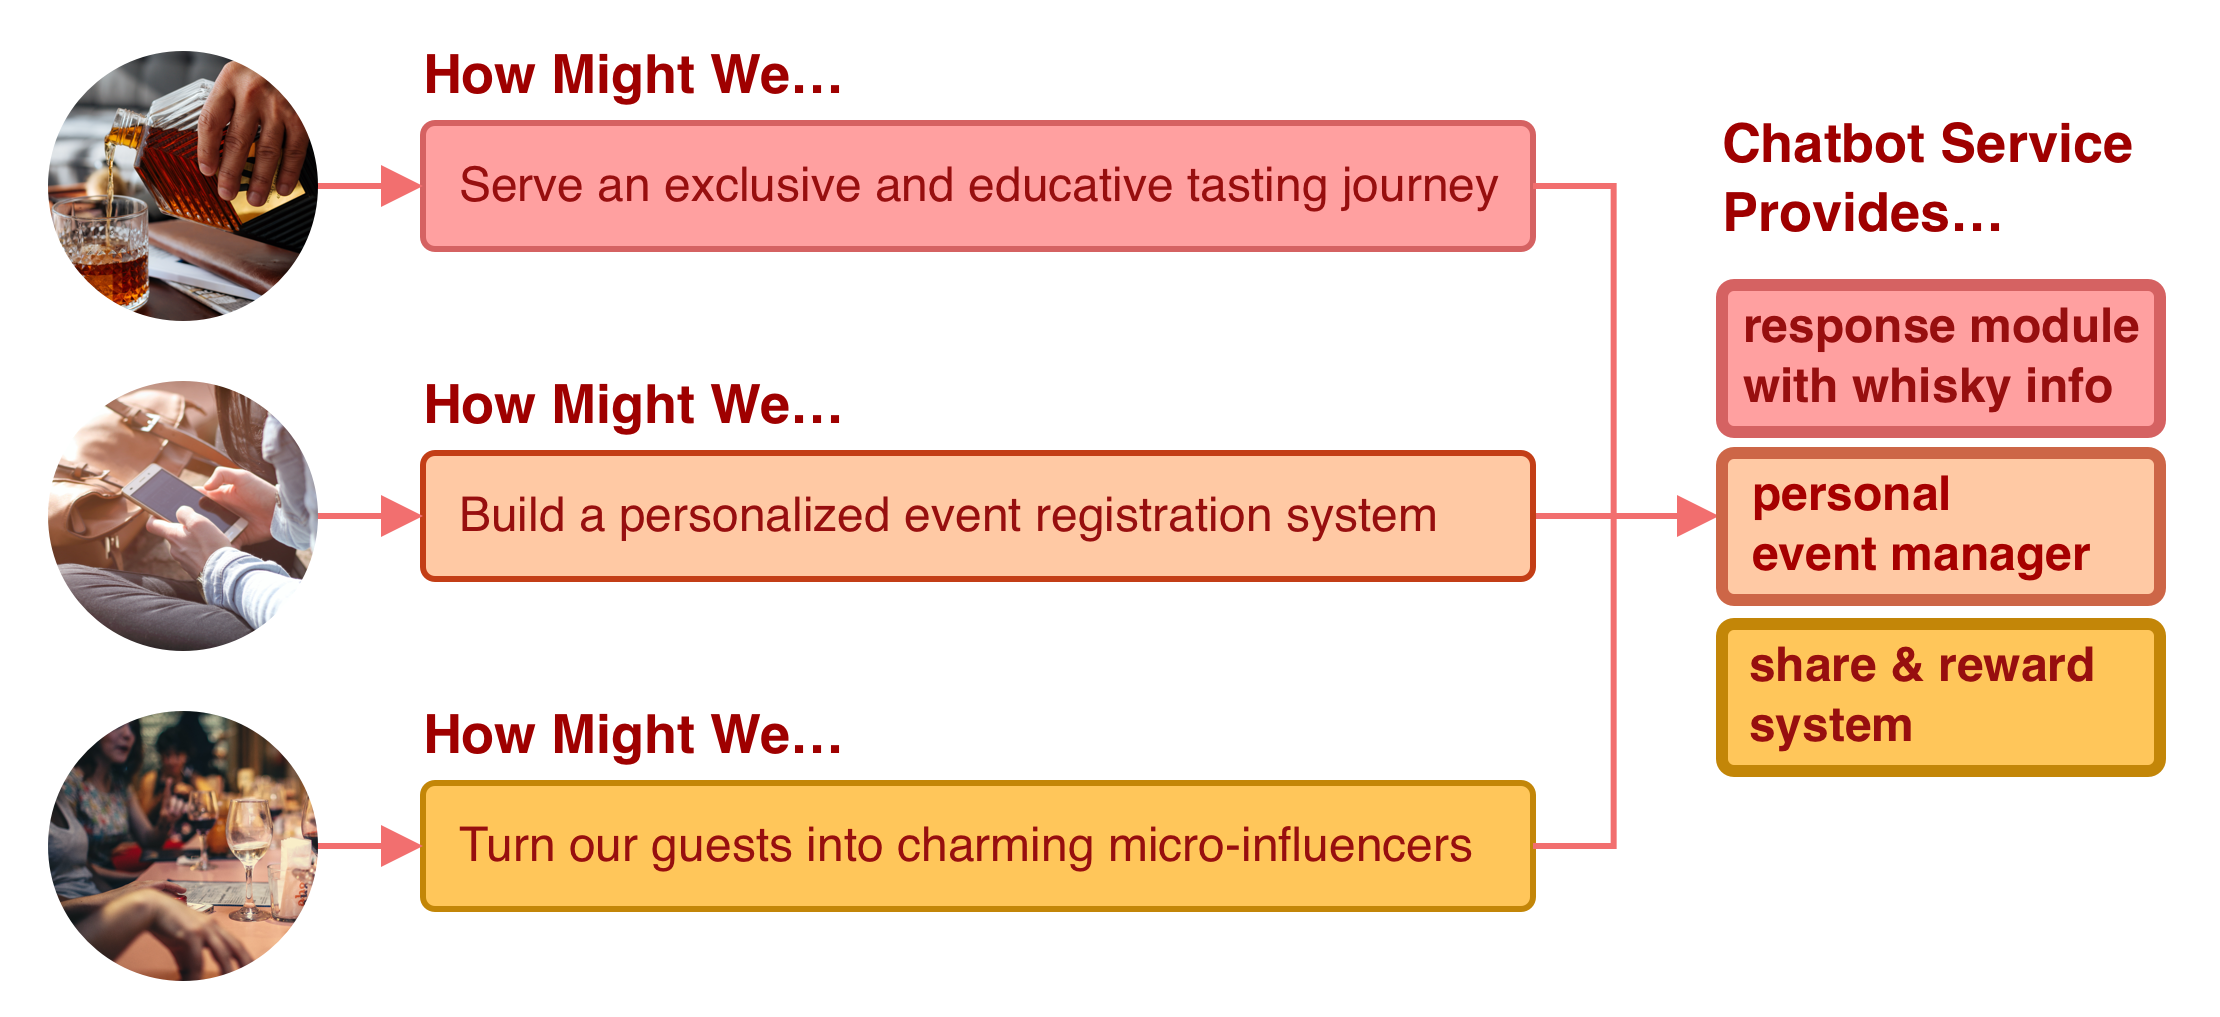 How Might We…
Serve an exclusive and educative tasting journey
How Might We…
Build a personalized event registration system
How Might We…
Turn our guests into charming micro-influencers
Chatbot Service
Provides…
response module
with whisky info
personal
event manager
share & reward
system